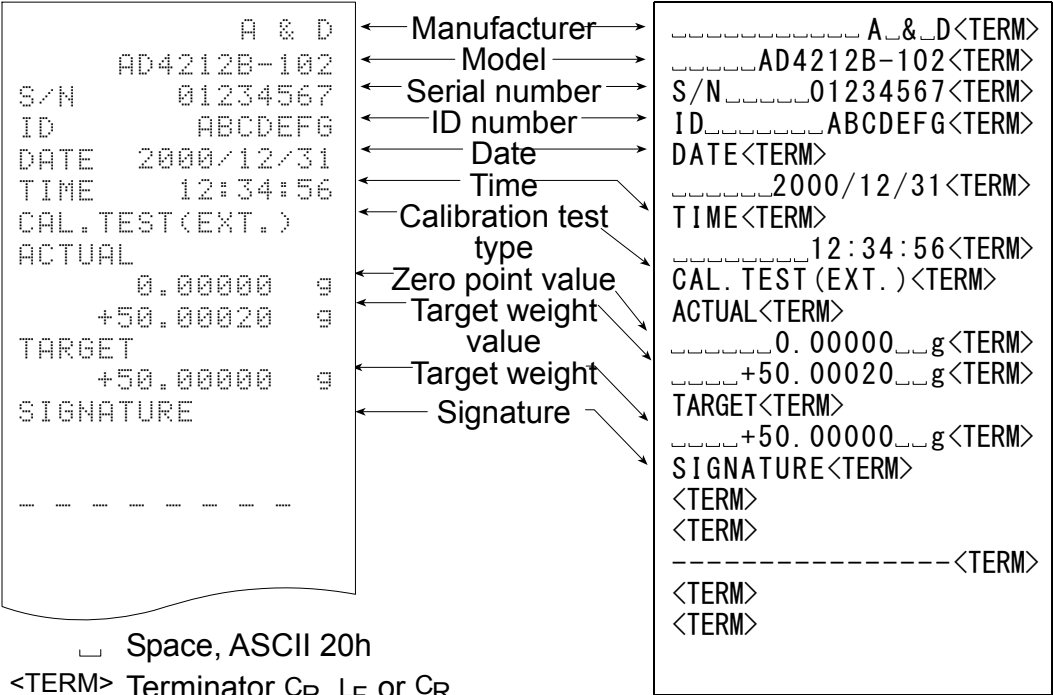 A & D
AD4212B-102
S/N 01234567
ID ABCDEFG
DATE 2000/12/31
TIME 12:34:56
CAL.TEST(EXT.)
ACTUAL
0.00000 g
+50.00020 g
TARGET
+50.00000 g
SIGNATURE
_ _ _ _ _ _ _ _
Manufacturer
Model
Serial number
ID number
Date
Time
Calibration test
type
Zero point value
Target weight
value
Target weight
Signature
␣␣␣␣␣␣␣␣␣␣␣␣A␣&␣D<TERM>
␣␣␣␣␣AD4212B-102<TERM>
S/N␣␣␣␣␣01234567<TERM>
ID␣␣␣␣␣␣␣ABCDEFG<TERM>
DATE<TERM>
␣␣␣␣␣␣2000/12/31<TERM>
TIME<TERM>
␣␣␣␣␣␣␣␣12:34:56<TERM>
CAL.TEST(EXT.)<TERM>
ACTUAL<TERM>
␣␣␣␣␣␣0.00000␣␣g<TERM>
␣␣␣␣+50.00020␣␣g<TERM>
TARGET<TERM>
␣␣␣␣+50.00000␣␣g<TERM>
SIGNATURE<TERM>
<TERM>
<TERM>
----------------<TERM>
<TERM>
<TERM>
␣ Space, ASCII 20h
<TERM> Terminator CR, LF or CR